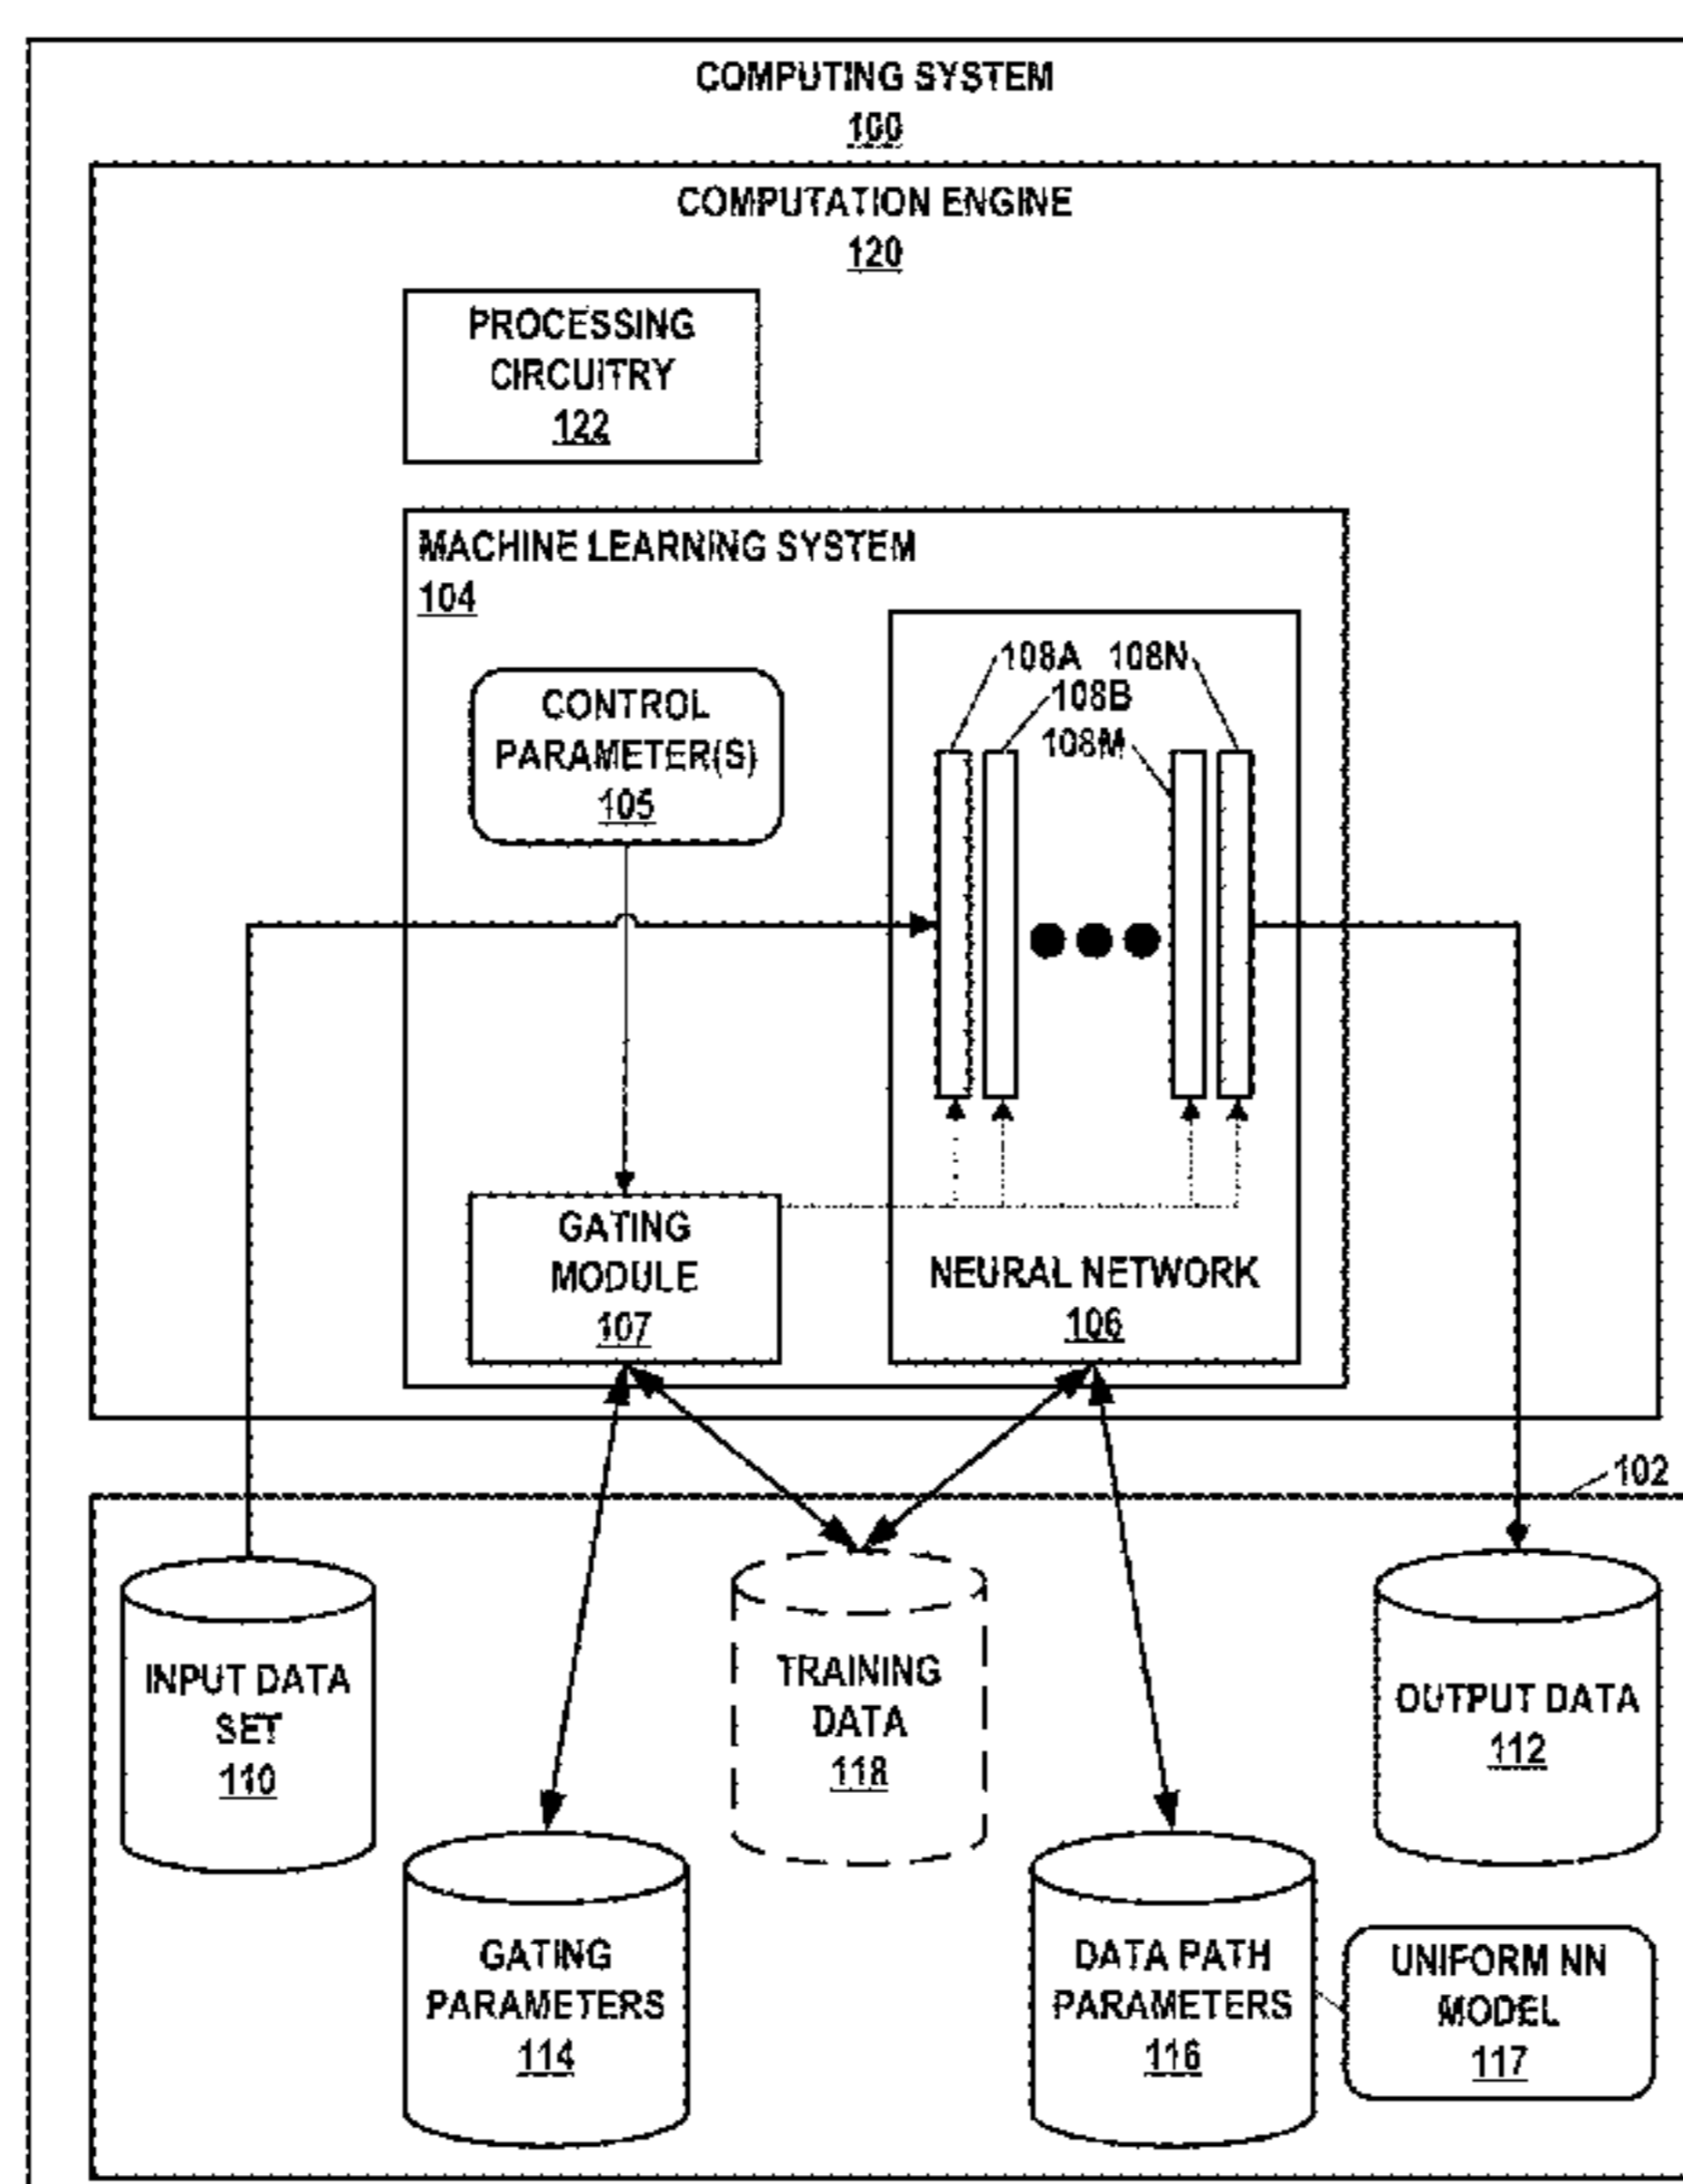 COMPUTING SYSTEM
100
COMPUTATION ENGINE
120
PROCESSING
CIRCUITRY
122
MACHINE LEARNING SYSTEM
104
108A 108N
108B
108M
CONTROL
PARAMETER(S)
105
GATING
MODULE
107
NEURAL NETWORK
106
102
INPUT DATA
SET
110
TRAINING
DATA
118
OUTPUT DATA
112
GATING
PARAMETERS
114
DATA PATH
PARAMETERS
116
UNIFORM NN
MODEL
117